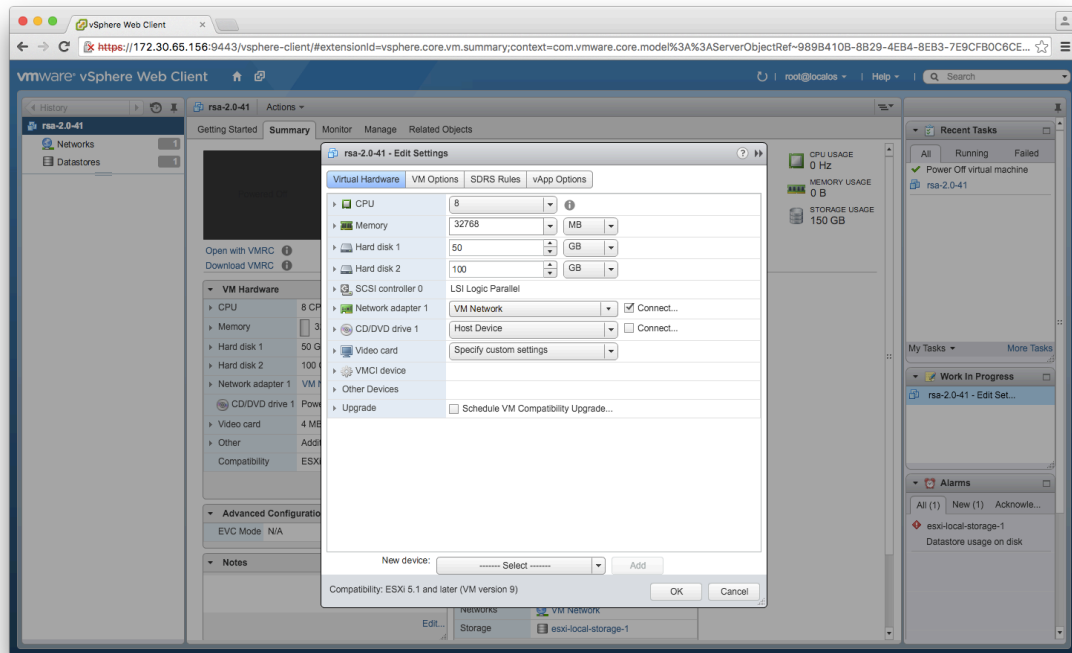 vSphere Web Client
https://172.30.65.156:9443/vsphere-client/#extensionId=vsphere.core.vm.summary;context=com.vmware.core.model%3A%3AServerObjectRef~989B410B-8B29-4EB4-8EB3-7E9CFB0C6CE...
vmware® vSphere Web Client
root@localos
Help
Search
History
rsa-2.0-41
Networks 1
Datastores 1
rsa-2.0-41 Actions
Getting Started Summary Monitor Manage Related Objects
Open with VMRC
Download VMRC
VM Hardware
CPU 8 CP
Memory 3
Hard disk 1 50 G
Hard disk 2 100
Network adapter 1 VM
CD/DVD drive 1 Powe
Video card 4 MB
Other Addit
Compatibility ESXi
Advanced Configuratio
EVC Mode N/A
Notes
Edit...
Networks VM Network
Storage esxi-local-storage-1
CPU USAGE
0 Hz
MEMORY USAGE
0 B
STORAGE USAGE
150 GB
rsa-2.0-41 - Edit Settings
Virtual Hardware VM Options SDRS Rules vApp Options
CPU 8
Memory 32768 MB
Hard disk 1 50 GB
Hard disk 2 100 GB
SCSI controller 0 LSI Logic Parallel
Network adapter 1 VM Network Connect...
CD/DVD drive 1 Host Device Connect...
Video card Specify custom settings
VMCI device
Other Devices
Upgrade Schedule VM Compatibility Upgrade...
New device: ------- Select ------- Add
Compatibility: ESXi 5.1 and later (VM version 9)
OK Cancel
Recent Tasks
All Running Failed
Power Off virtual machine
rsa-2.0-41
My Tasks More Tasks
Work In Progress
rsa-2.0-41 - Edit Set...
Alarms
All (1) New (1) Acknowle...
esxi-local-storage-1
Datastore usage on disk